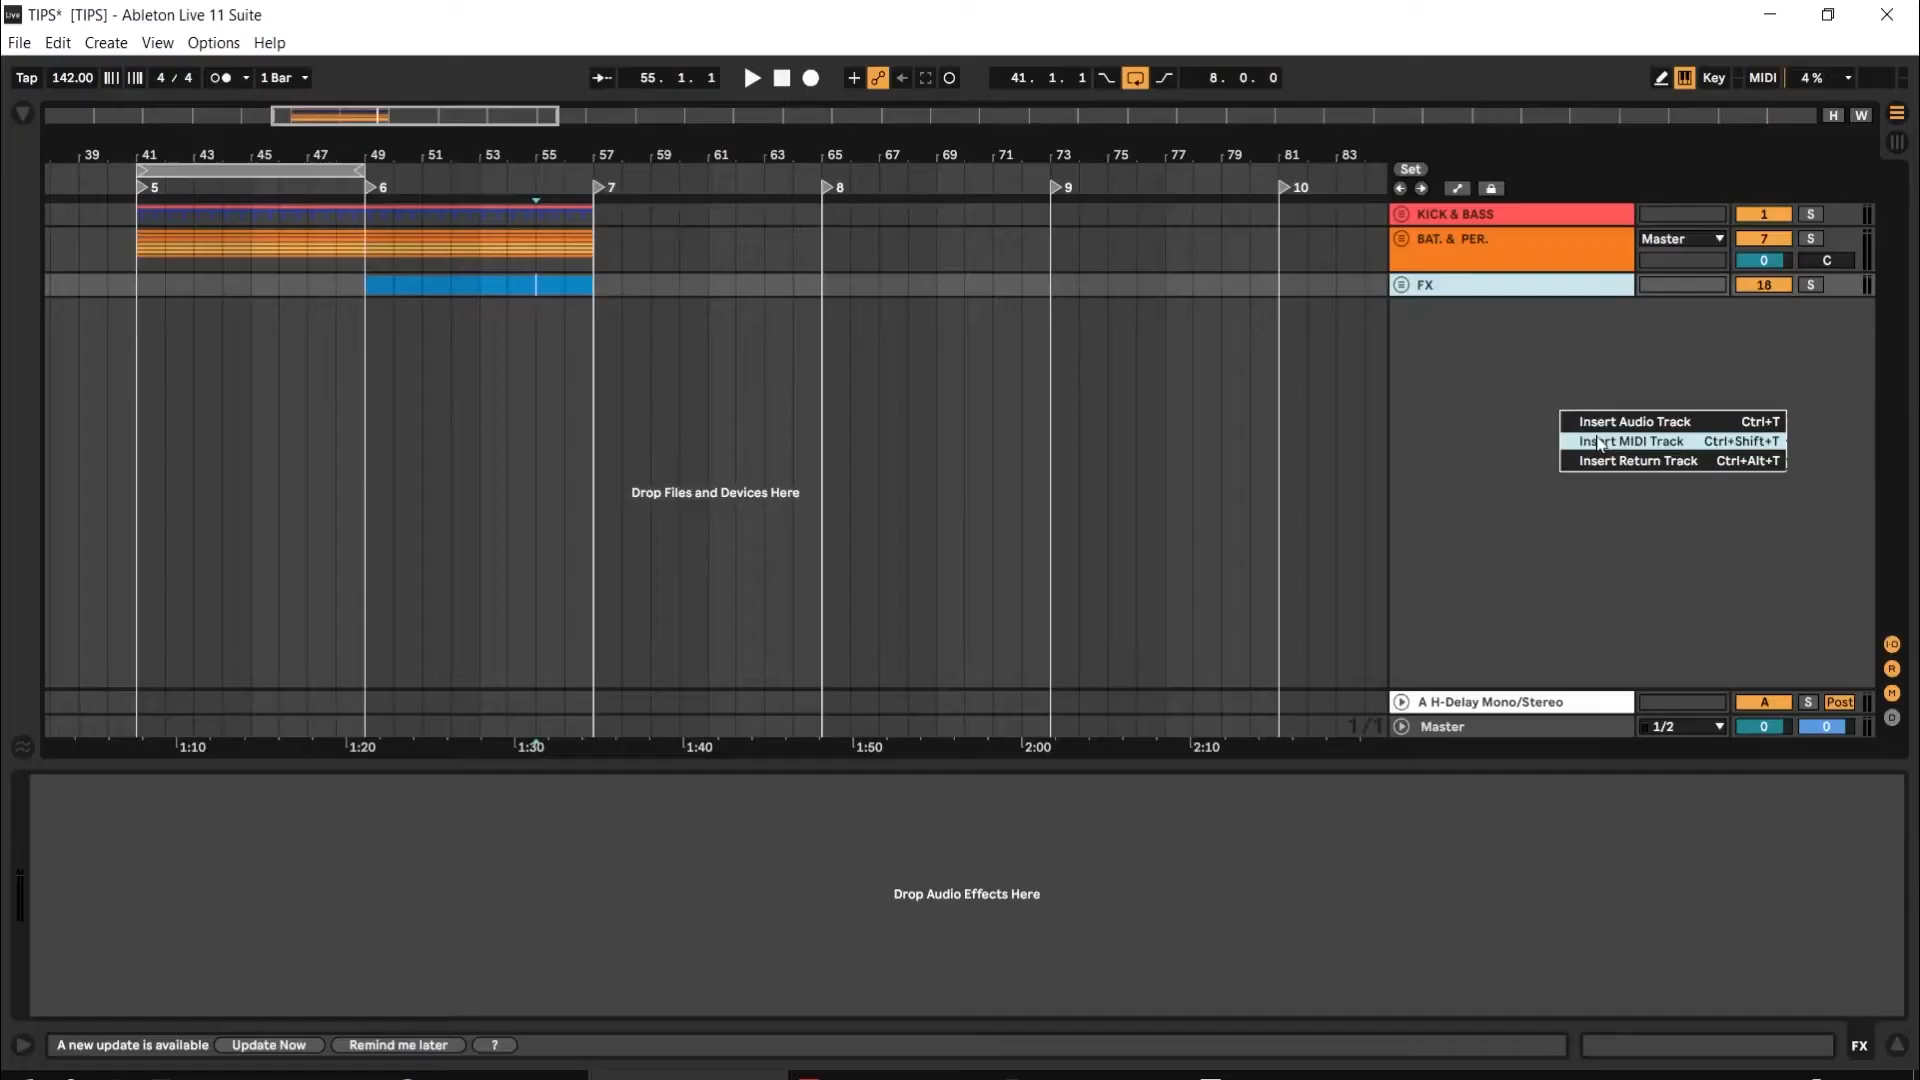 TIPS* [TIPS] - Ableton Live 11 Suite
File Edit Create View Options Help
Tap 142.00 4 / 4 1 Bar 55. 1. 1 41. 1. 1 8. 0. 0 Key MIDI 4 %
H W
39 41 43 45 47 49 51 53 55 57 59 61 63 65 67 69 71 73 75 77 79 81 83
Set
5 6 7 8 9 10
KICK & BASS 1 S
BAT. & PER. Master 7 S
0 C
FX 18 S
Insert Audio Track Ctrl+T
Insert MIDI Track Ctrl+Shift+T
Insert Return Track Ctrl+Alt+T
Drop Files and Devices Here
I·O
R
M
D
A H-Delay Mono/Stereo A S Post
1/1 Master 1/2 0 0
1:10 1:20 1:30 1:40 1:50 2:00 2:10
Drop Audio Effects Here
A new update is available Update Now Remind me later ? FX